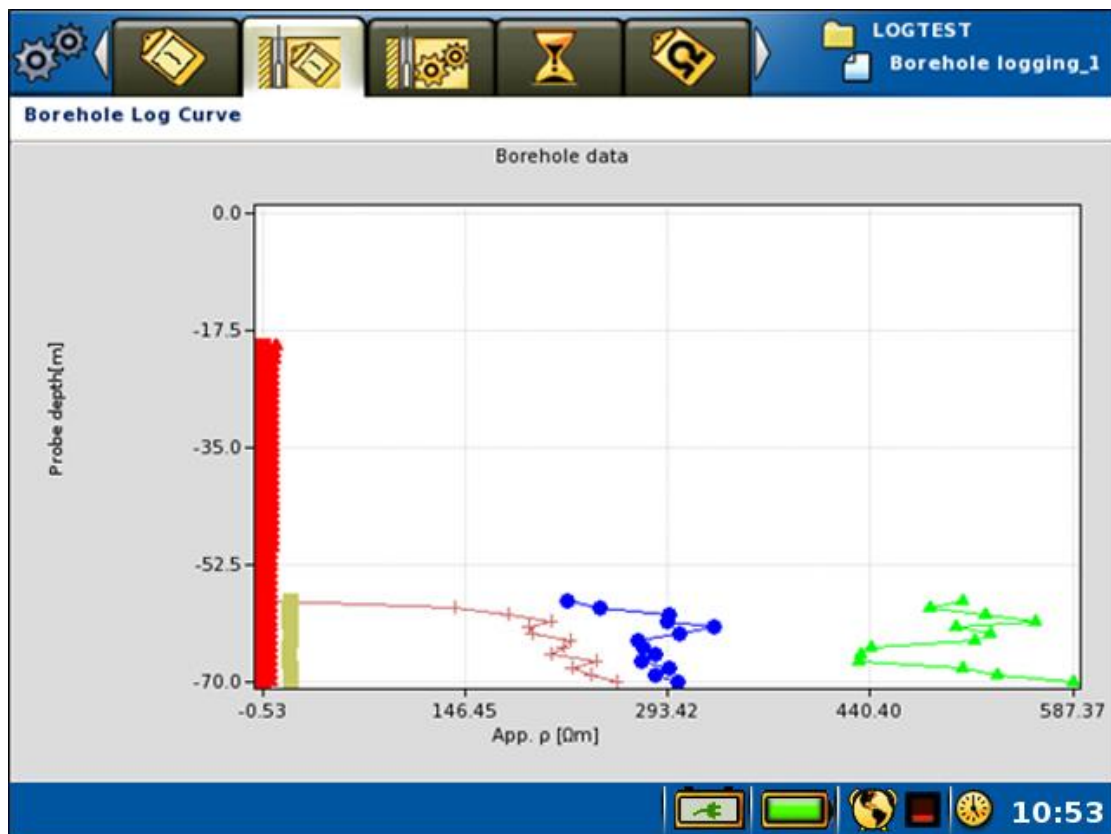 LOGTEST
Borehole logging_1
Borehole Log Curve
Borehole data
0.0
-17.5
-35.0
-52.5
-70.0
Probe depth[m]
-0.53 146.45 293.42 440.40 587.37
App. ρ [Ωm]
10:53